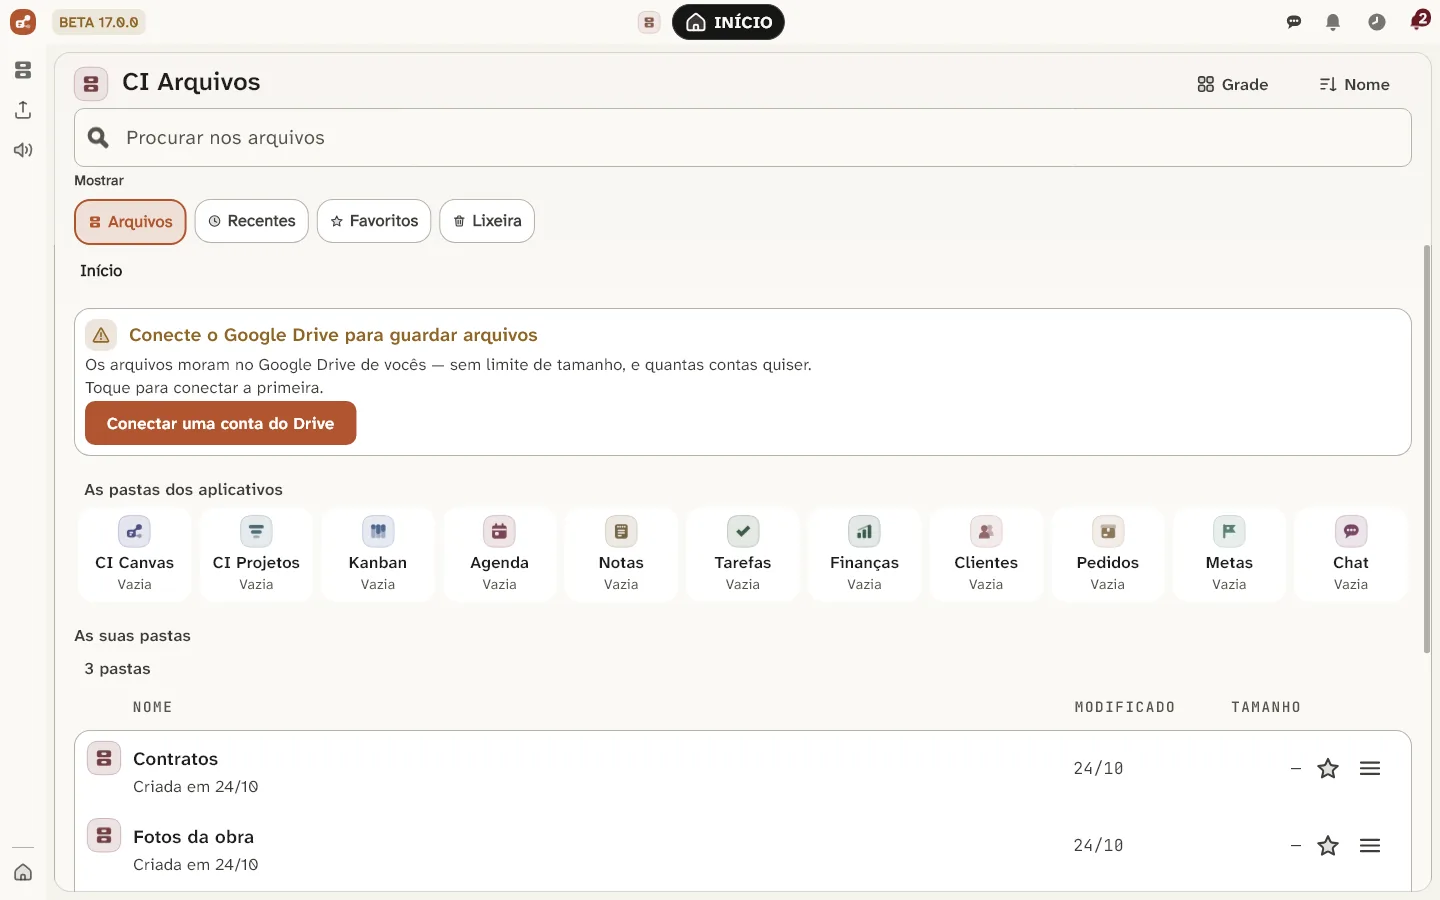 BETA 17.0.0
INÍCIO
2
CI Arquivos
Grade
Nome
Procurar nos arquivos
Mostrar
Arquivos
Recentes
Favoritos
Lixeira
Início
Conecte o Google Drive para guardar arquivos
Os arquivos moram no Google Drive de vocês — sem limite de tamanho, e quantas contas quiser.
Toque para conectar a primeira.
Conectar uma conta do Drive
As pastas dos aplicativos
CI Canvas
Vazia
CI Projetos
Vazia
Kanban
Vazia
Agenda
Vazia
Notas
Vazia
Tarefas
Vazia
Finanças
Vazia
Clientes
Vazia
Pedidos
Vazia
Metas
Vazia
Chat
Vazia
As suas pastas
3 pastas
NOME MODIFICADO TAMANHO
Contratos
Criada em 24/10
24/10 —
Fotos da obra
Criada em 24/10
24/10 —